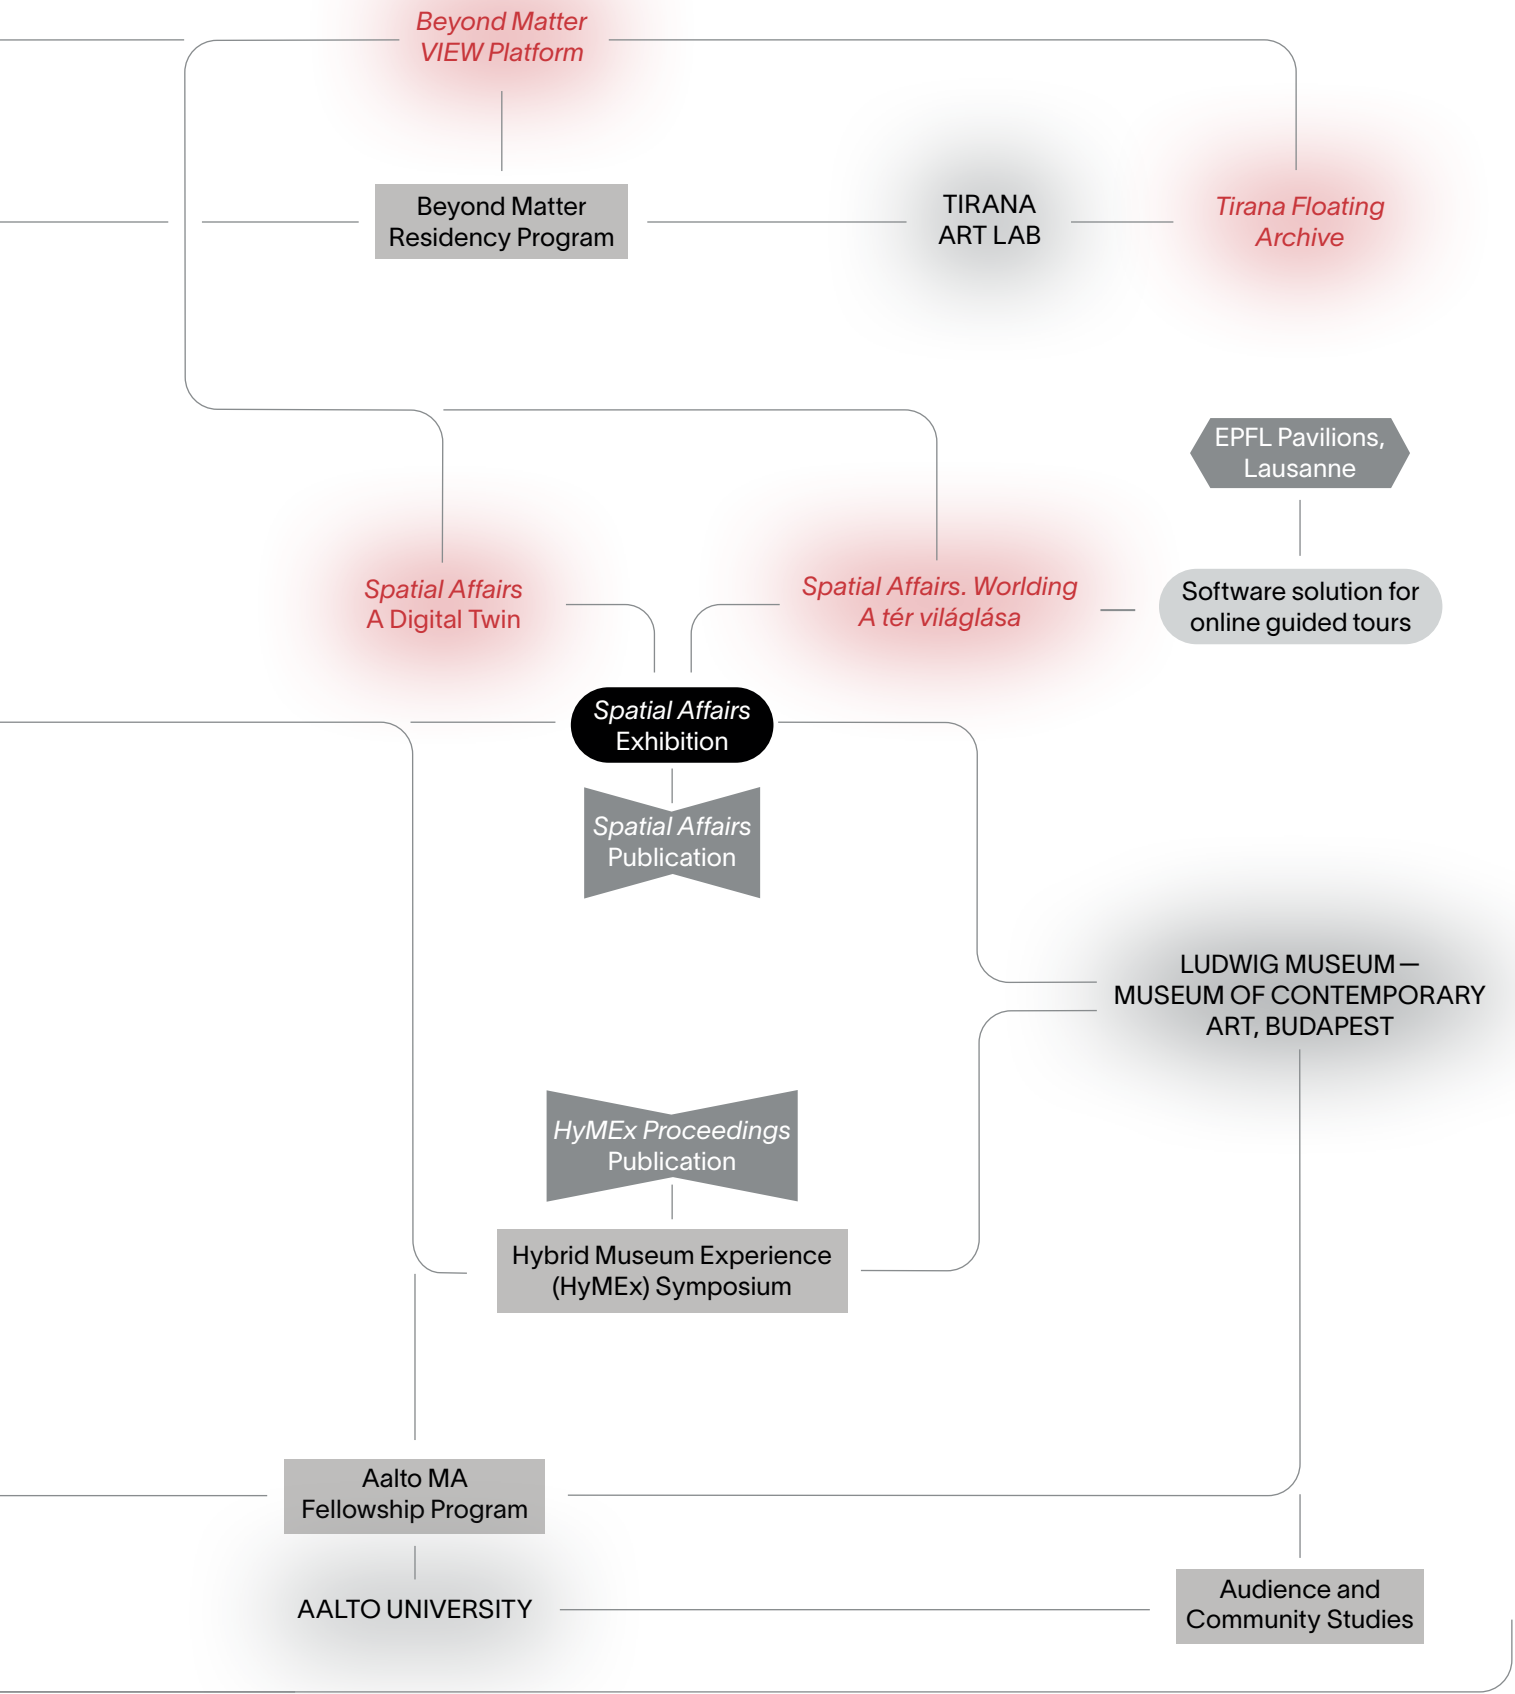 Beyond Matter
VIEW Platform
Beyond Matter
Residency Program
TIRANA
ART LAB
Tirana Floating
Archive
EPFL Pavilions,
Lausanne
Spatial Affairs
A Digital Twin
Spatial Affairs. Worlding
A tér világlása
Software solution for
online guided tours
Spatial Affairs
Exhibition
Spatial Affairs
Publication
LUDWIG MUSEUM —
MUSEUM OF CONTEMPORARY
ART, BUDAPEST
HyMEx Proceedings
Publication
Hybrid Museum Experience
(HyMEx) Symposium
Aalto MA
Fellowship Program
AALTO UNIVERSITY
Audience and
Community Studies